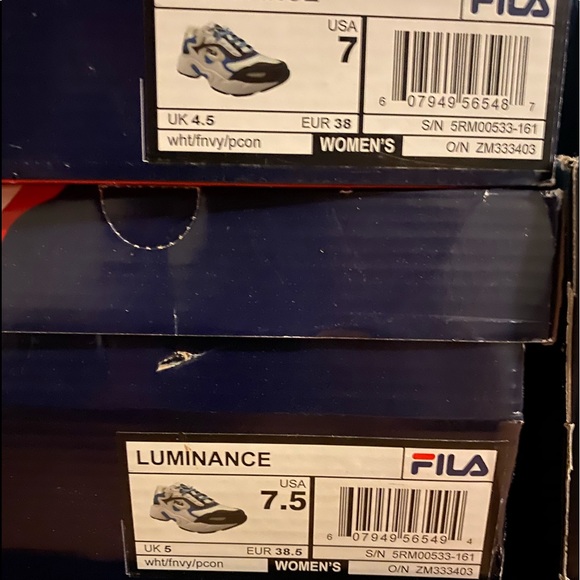 FILA
USA
7
6 07949 56548 7
UK 4.5 EUR 38 S/N 5RM00533-161
wht/fnvy/pcon WOMEN'S O/N ZM333403
LUMINANCE FILA
USA
7.5
6 07949 56549 4
UK 5 EUR 38.5 S/N 5RM00533-161
wht/fnvy/pcon WOMEN'S O/N ZM333403